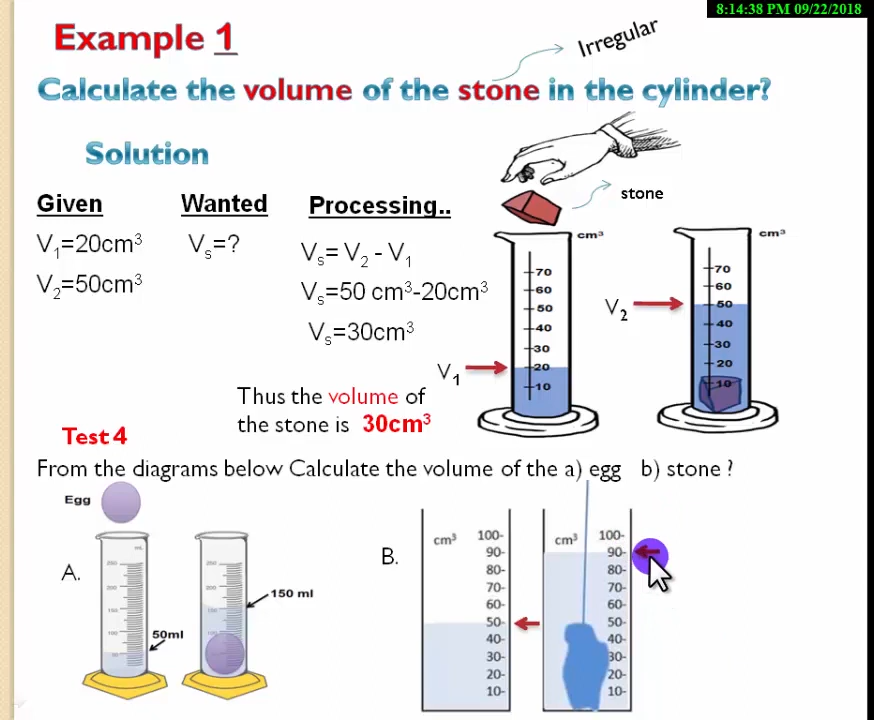 8:14:38 PM 09/22/2018
Example 1
Irregular
Calculate the volume of the stone in the cylinder?
Solution
stone
Given
Wanted
Processing..
V₁=20cm³
Vₛ=?
Vₛ= V₂ - V₁
V₂=50cm³
Vₛ=50 cm³-20cm³
Vₛ=30cm³
cm³
70
60
50
40
30
20
10
V₁
cm³
70
60
50
40
30
20
10
V₂
Thus the volume of
the stone is 30cm³
Test 4
From the diagrams below Calculate the volume of the a) egg b) stone ?
Egg
A.
50ml
150 ml
B.
cm³
100-
90-
80-
70-
60-
50-
40-
30-
20-
10-
cm³
100-
90-
80-
70-
60-
50-
40-
30-
20-
10-